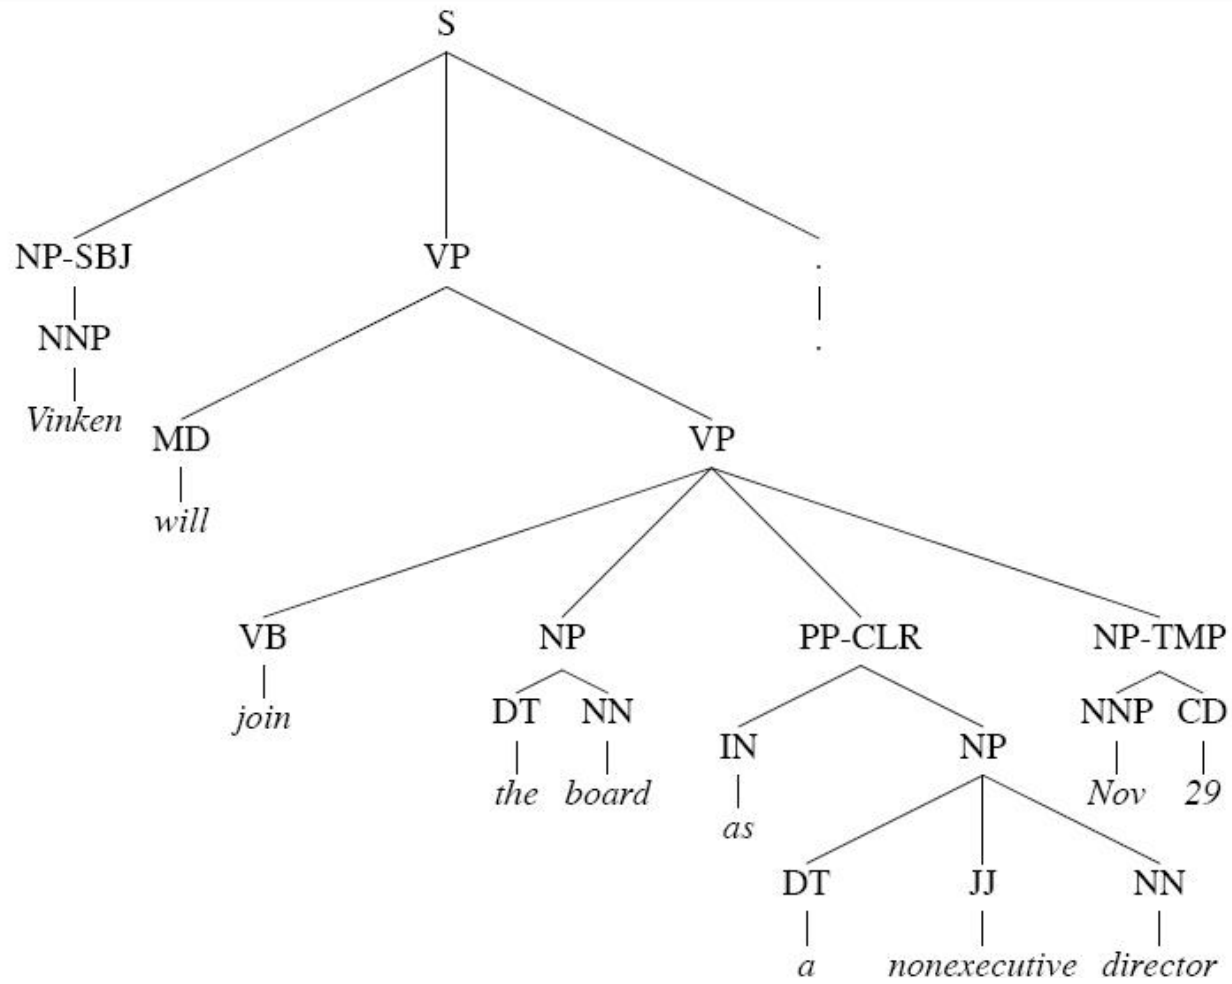 S
NP-SBJ VP .
NNP .
Vinken MD VP
will
VB NP PP-CLR NP-TMP
join DT NN IN NP NNP CD
the board as Nov 29
DT JJ NN
a nonexecutive director